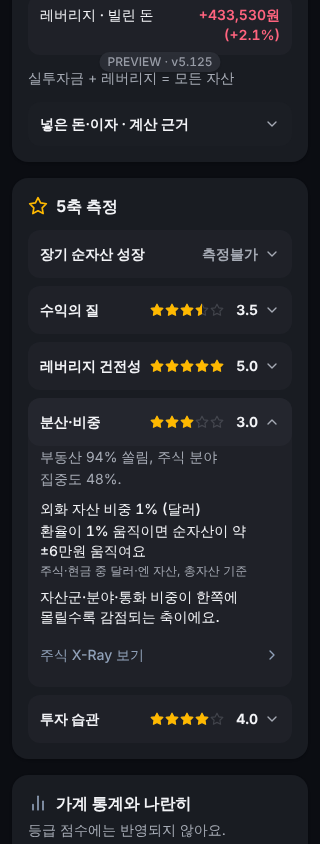 레버리지 · 빌린 돈
+433,530원
(+2.1%)
PREVIEW · v5.125
실투자금 + 레버리지 = 모든 자산
넣은 돈·이자 · 계산 근거
5축 측정
장기 순자산 성장 측정불가
수익의 질 3.5
레버리지 건전성 5.0
분산·비중 3.0
부동산 94% 쏠림, 주식 분야
집중도 48%.
외화 자산 비중 1% (달러)
환율이 1% 움직이면 순자산이 약
±6만원 움직여요
주식·현금 중 달러·엔 자산, 총자산 기준
자산군·분야·통화 비중이 한쪽에
몰릴수록 감점되는 축이에요.
주식 X-Ray 보기
투자 습관 4.0
가계 통계와 나란히
등급 점수에는 반영되지 않아요.